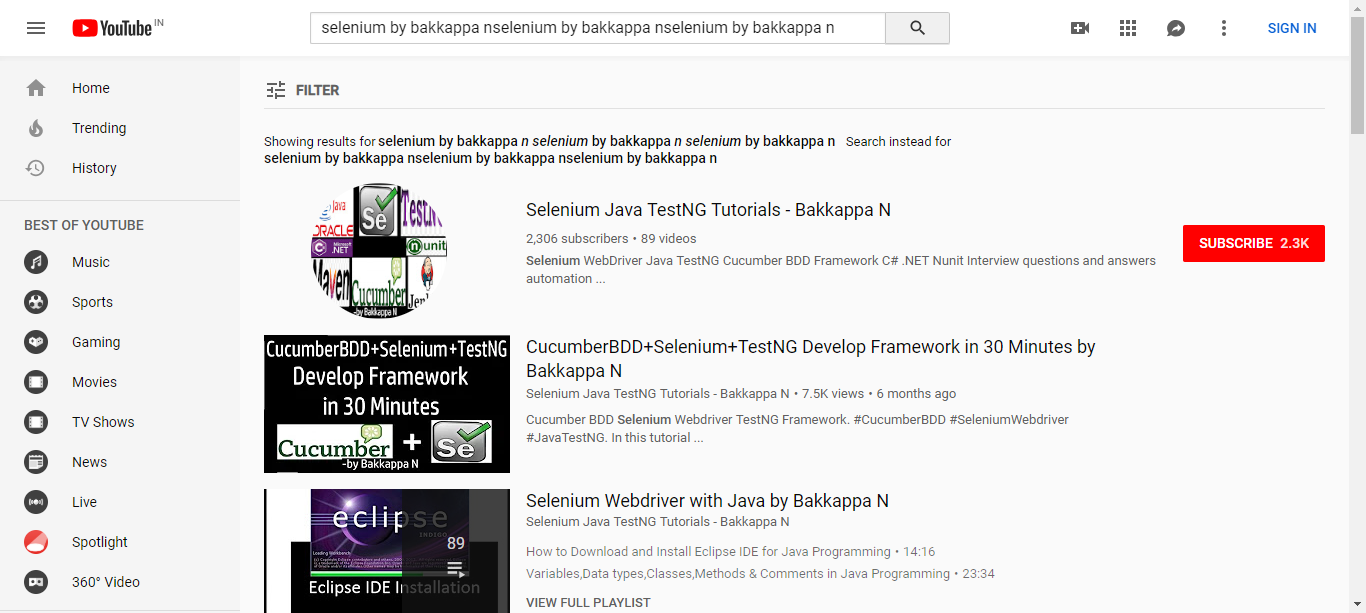 YouTube IN
selenium by bakkappa nselenium by bakkappa nselenium by bakkappa n
SIGN IN
Home
Trending
History
BEST OF YOUTUBE
Music
Sports
Gaming
Movies
TV Shows
News
Live
Spotlight
360° Video
FILTER
Showing results for selenium by bakkappa n selenium by bakkappa n selenium by bakkappa n Search instead for
selenium by bakkappa nselenium by bakkappa nselenium by bakkappa n
Java
ORACLE
Se
TestN
Microsoft
C# .NET
nunit
Maven
Cucumber
Jen
-by Bakkappa N
Selenium Java TestNG Tutorials - Bakkappa N
2,306 subscribers • 89 videos
Selenium WebDriver Java TestNG Cucumber BDD Framework C# .NET Nunit Interview questions and answers
automation ...
SUBSCRIBE 2.3K
CucumberBDD+Selenium+TestNG
Develop Framework
in 30 Minutes
Cucumber + Se
-by Bakkappa N
CucumberBDD+Selenium+TestNG Develop Framework in 30 Minutes by
Bakkappa N
Selenium Java TestNG Tutorials - Bakkappa N • 7.5K views • 6 months ago
Cucumber BDD Selenium Webdriver TestNG Framework. #CucumberBDD #SeleniumWebdriver
#JavaTestNG. In this tutorial ...
eclipse
INDIGO
89
Loading Workbench
Eclipse IDE Installation
Selenium Webdriver with Java by Bakkappa N
Selenium Java TestNG Tutorials - Bakkappa N
How to Download and Install Eclipse IDE for Java Programming • 14:16
Variables,Data types,Classes,Methods & Comments in Java Programming • 23:34
VIEW FULL PLAYLIST